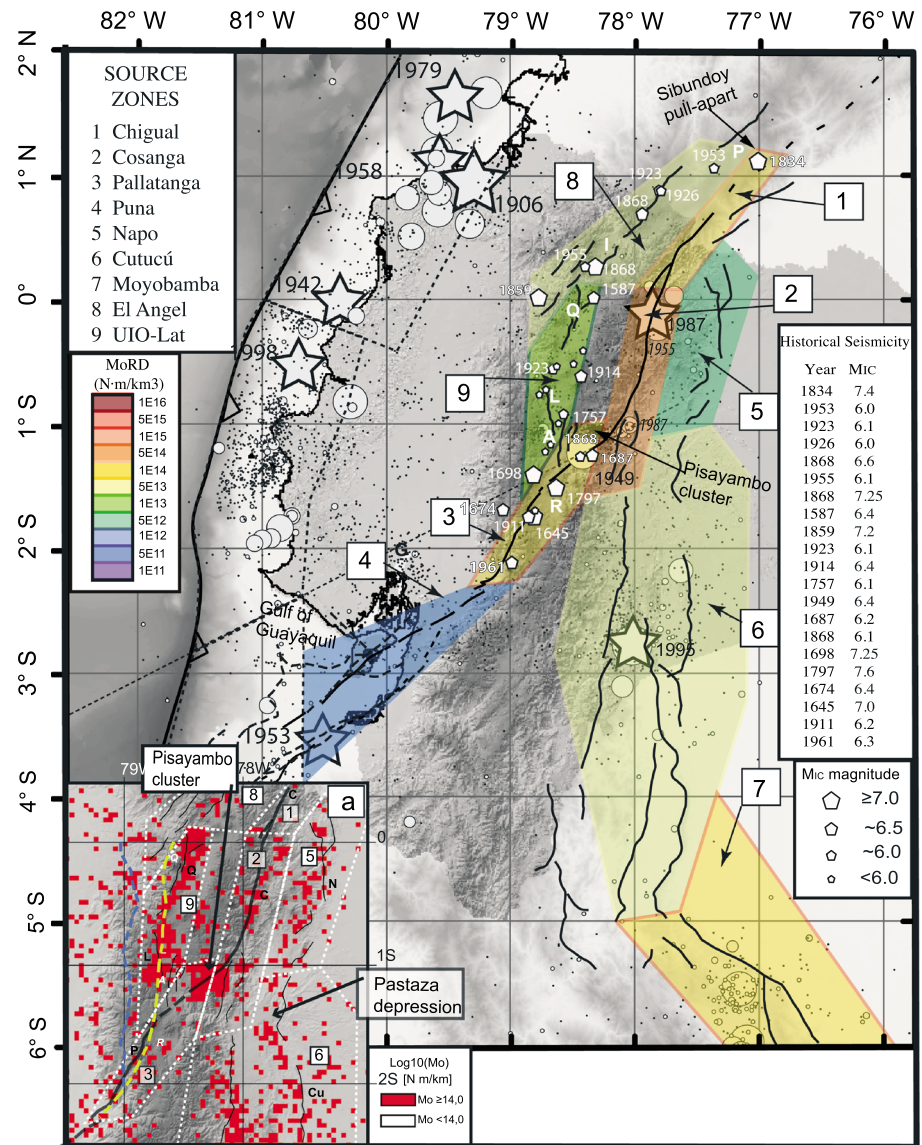 82° W 81° W 80° W 79° W 78° W 77° W 76° W
2° N
1° N
0°
1° S
2° S
3° S
4° S
5° S
6° S
SOURCE
ZONES
1 Chigual
2 Cosanga
3 Pallatanga
4 Puna
5 Napo
6 Cutucú
7 Moyobamba
8 El Angel
9 UIO-Lat
MoRD
(N·m/km3)
1E16
5E15
1E15
5E14
1E14
5E13
1E13
5E12
1E12
5E11
1E11
1979
1958
1906
1942
998
1953
Sibundoy
pull-apart
P
1953
1834
1923
1926
1868
8
1
I
1955
1868
1859
1587
Q
2
1987
1955
1923
1914
9
L
5
1757
1987
A
1868
1687
1698
1949
Pisayambo
cluster
R
1797
1674
3
1911
1645
4
G
1961
Gulf of
Guayaquil
6
1995
7
Historical Seismicity
Year MIC
1834 7.4
1953 6.0
1923 6.1
1926 6.0
1868 6.6
1955 6.1
1868 7.25
1587 6.4
1859 7.2
1923 6.1
1914 6.4
1757 6.1
1949 6.4
1687 6.2
1868 6.1
1698 7.25
1797 7.6
1674 6.4
1645 7.0
1911 6.2
1961 6.3
MIC magnitude
≥7.0
~6.5
~6.0
<6.0
Pisayambo
cluster
79W
78W
8
C
a
1
0
2
5
Q
C
N
9
L
A
1S
Pastaza
depression
P
R
6
3
Cu
2S
Log10(Mo)
[N m/km]
Mo ≥14,0
Mo <14,0